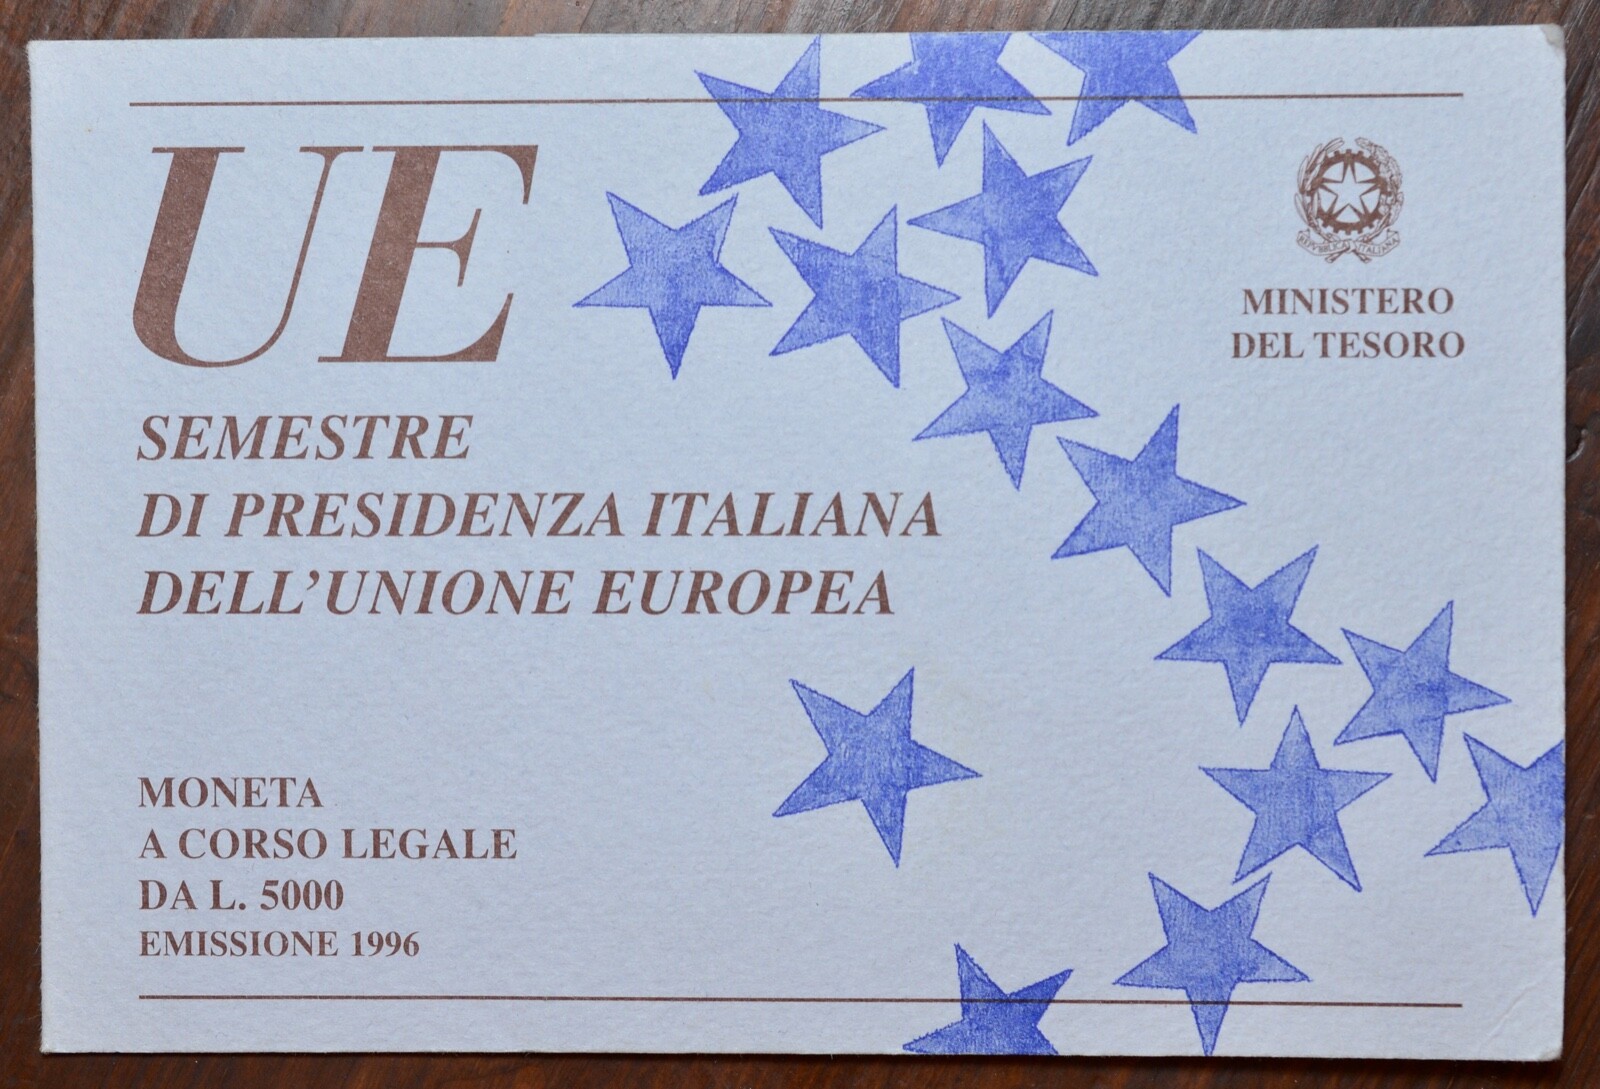 UE
SEMESTRE
DI PRESIDENZA ITALIANA
DELL'UNIONE EUROPEA
MONETA
A CORSO LEGALE
DA L. 5000
EMISSIONE 1996
REPVBBLICA ITALIANA
MINISTERO
DEL TESORO